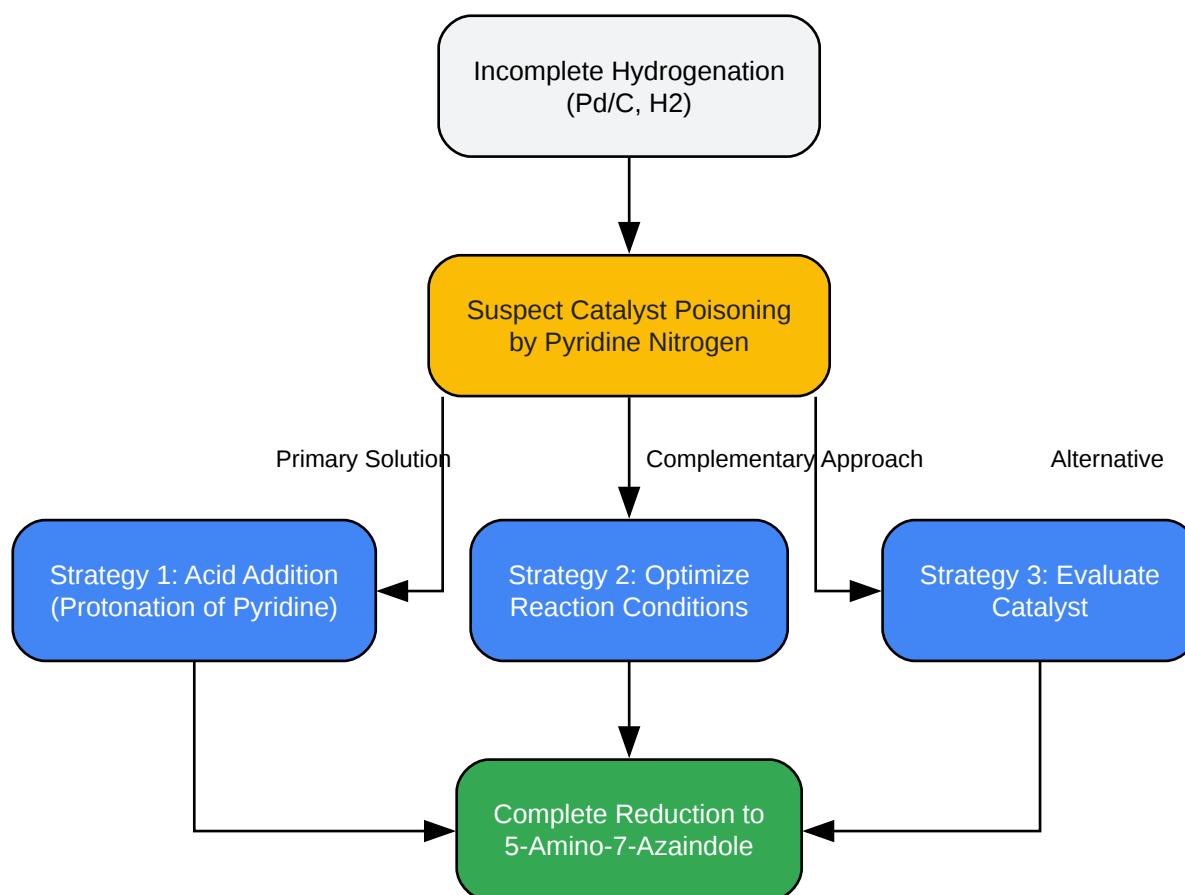 Incomplete Hydrogenation
(Pd/C, H2)
Suspect Catalyst Poisoning
by Pyridine Nitrogen
Primary Solution
Complementary Approach
Alternative
Strategy 1: Acid Addition
(Protonation of Pyridine)
Strategy 2: Optimize
Reaction Conditions
Strategy 3: Evaluate
Catalyst
Complete Reduction to
5-Amino-7-Azaindole